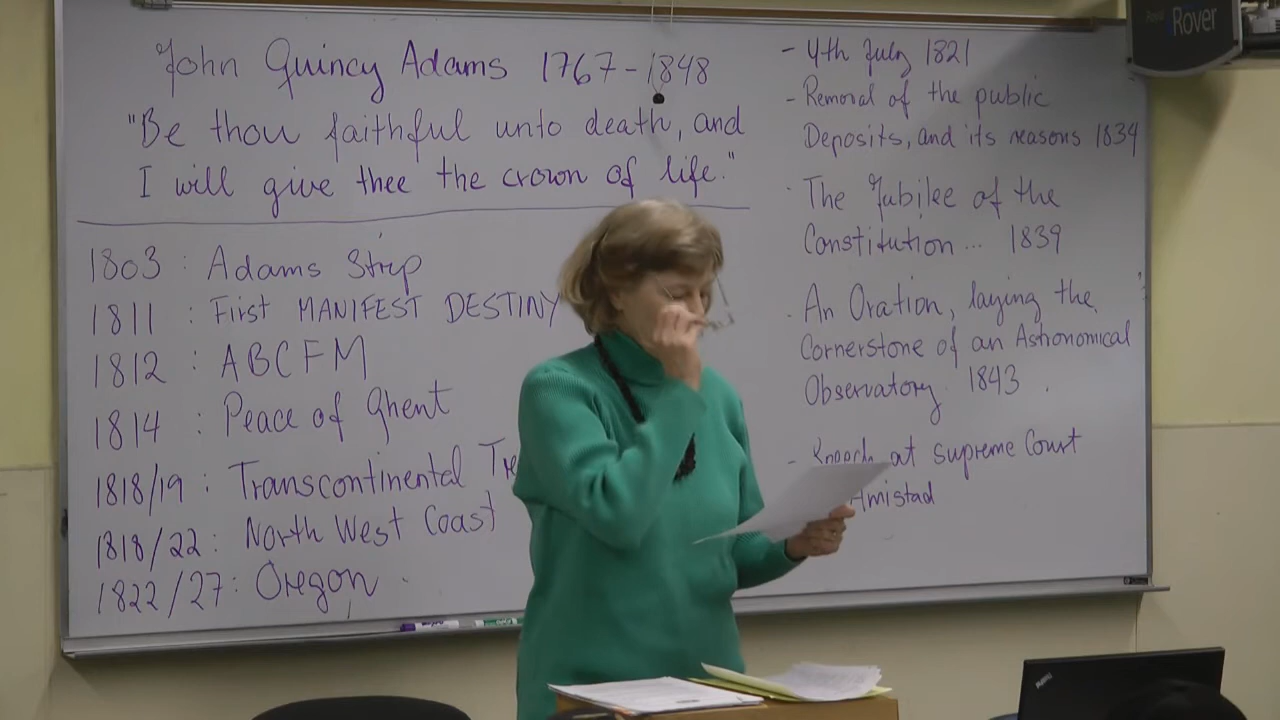 John Quincy Adams 1767-1848
"Be thou faithful unto death, and
I will give thee the crown of life."
1803 : Adams Strip
1811 : First MANIFEST DESTINY
1812 : ABCFM
1814 : Peace of Ghent
1818/19 : Transcontinental
1818/22 : North West Coast
1822/27 : Oregon
- 4th July 1821
- Removal of the public
Deposits, and its reasons 1834
The Jubilee of the
Constitution ... 1839
An Oration, laying the
Cornerstone of an Astronomical
Observatory 1843
- at supreme Court
Amistad
Rover